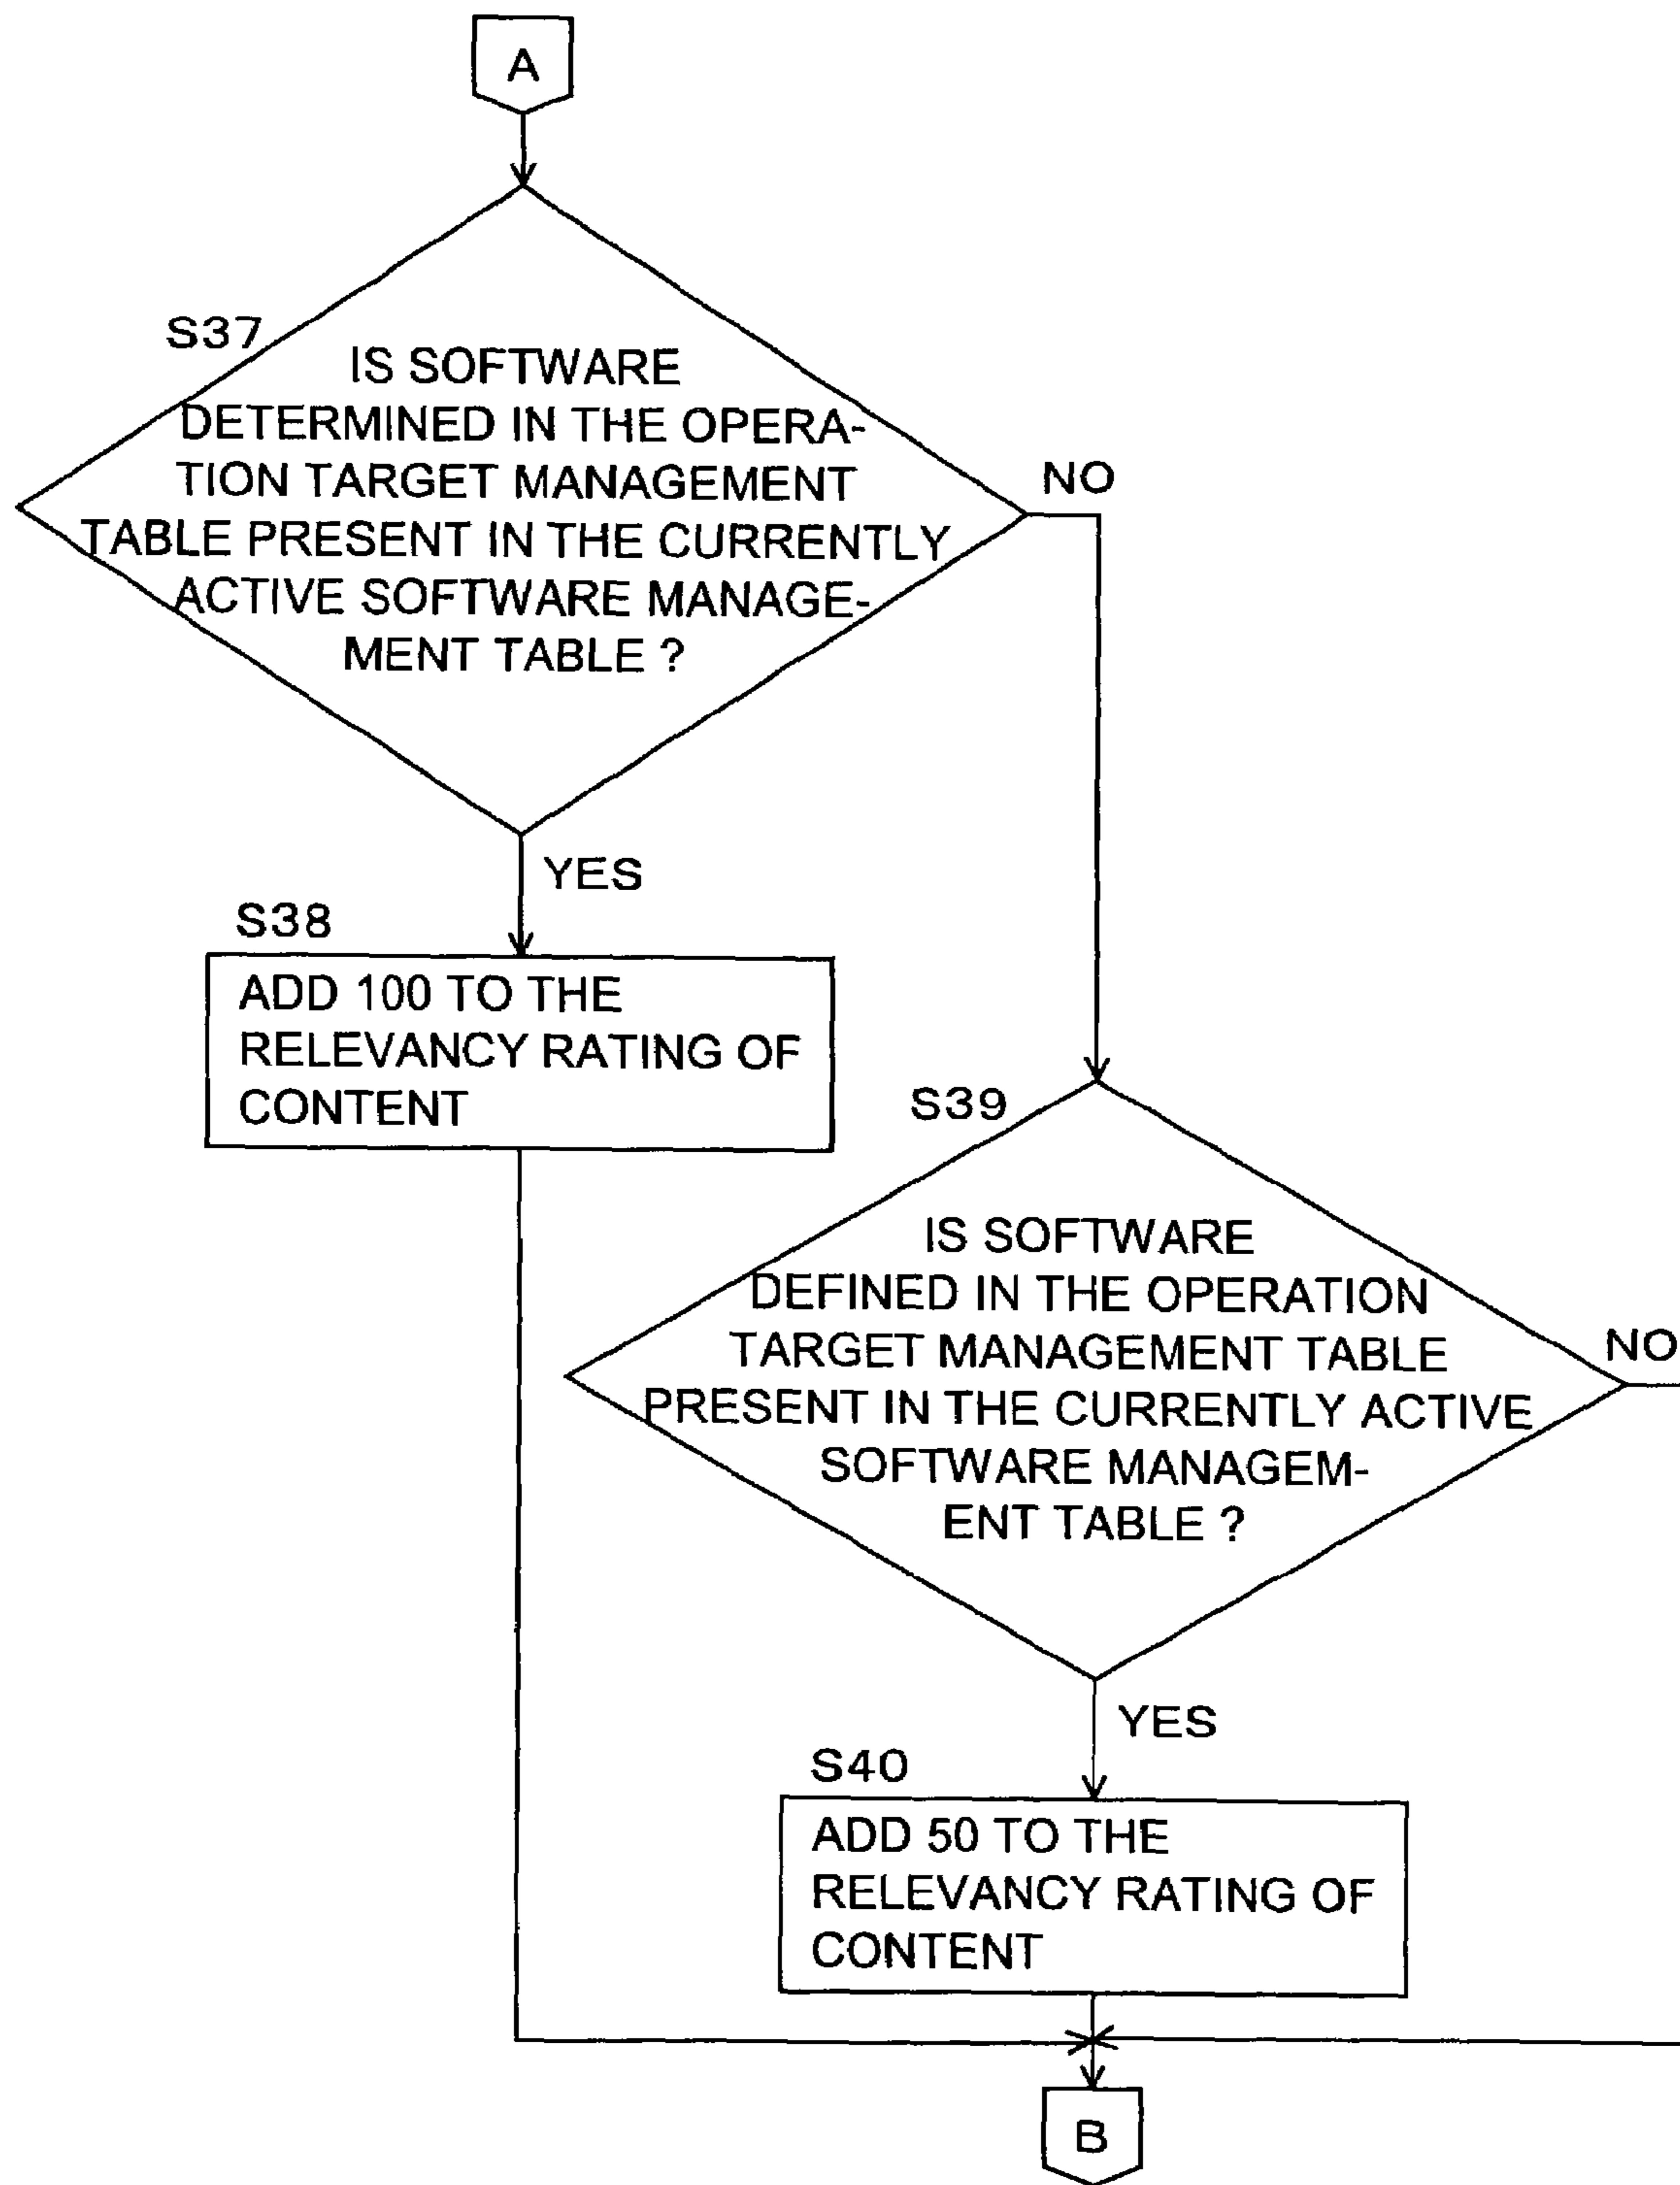 A
S37
IS SOFTWARE
DETERMINED IN THE OPERA-
TION TARGET MANAGEMENT
TABLE PRESENT IN THE CURRENTLY
ACTIVE SOFTWARE MANAGE-
MENT TABLE ?
NO
YES
S38
ADD 100 TO THE
RELEVANCY RATING OF
CONTENT
S39
IS SOFTWARE
DEFINED IN THE OPERATION
TARGET MANAGEMENT TABLE
PRESENT IN THE CURRENTLY ACTIVE
SOFTWARE MANAGEM-
ENT TABLE ?
NO
YES
S40
ADD 50 TO THE
RELEVANCY RATING OF
CONTENT
B